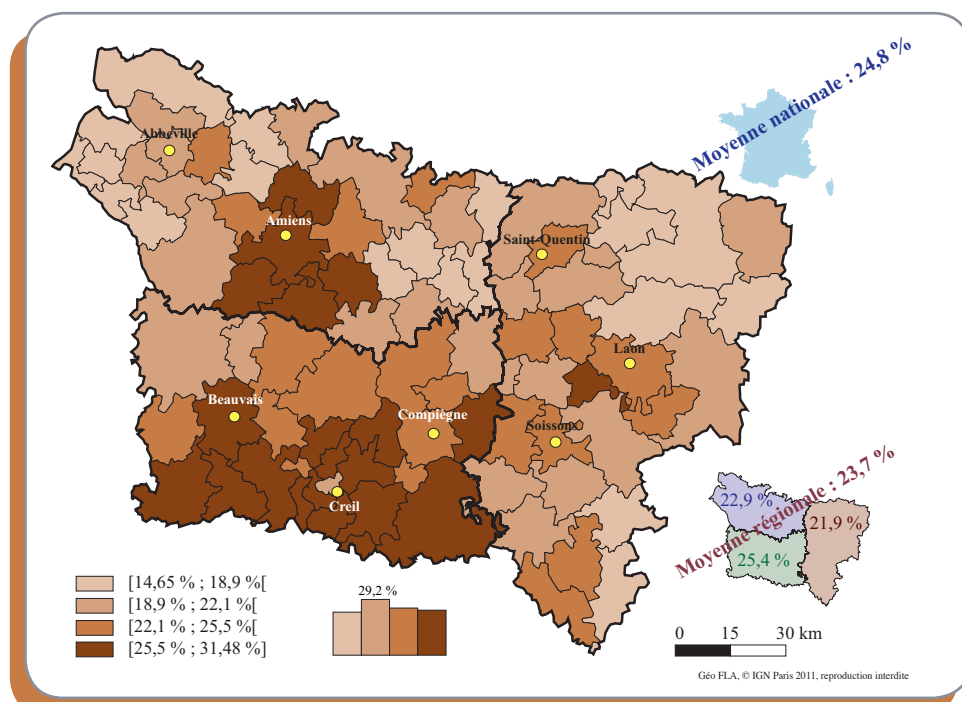 Moyenne nationale : 24,8 %
Abbeville
Amiens
Saint-Quentin
Laon
Beauvais
Compiègne
Soissons
Creil
Moyenne régionale : 23,7 %
22,9 %
21,9 %
25,4 %
[14,65 % ; 18,9 %[
[18,9 % ; 22,1 %[
[22,1 % ; 25,5 %[
[25,5 % ; 31,48 %]
29,2 %
0 15 30 km
Géo FLA, © IGN Paris 2011, reproduction interdite